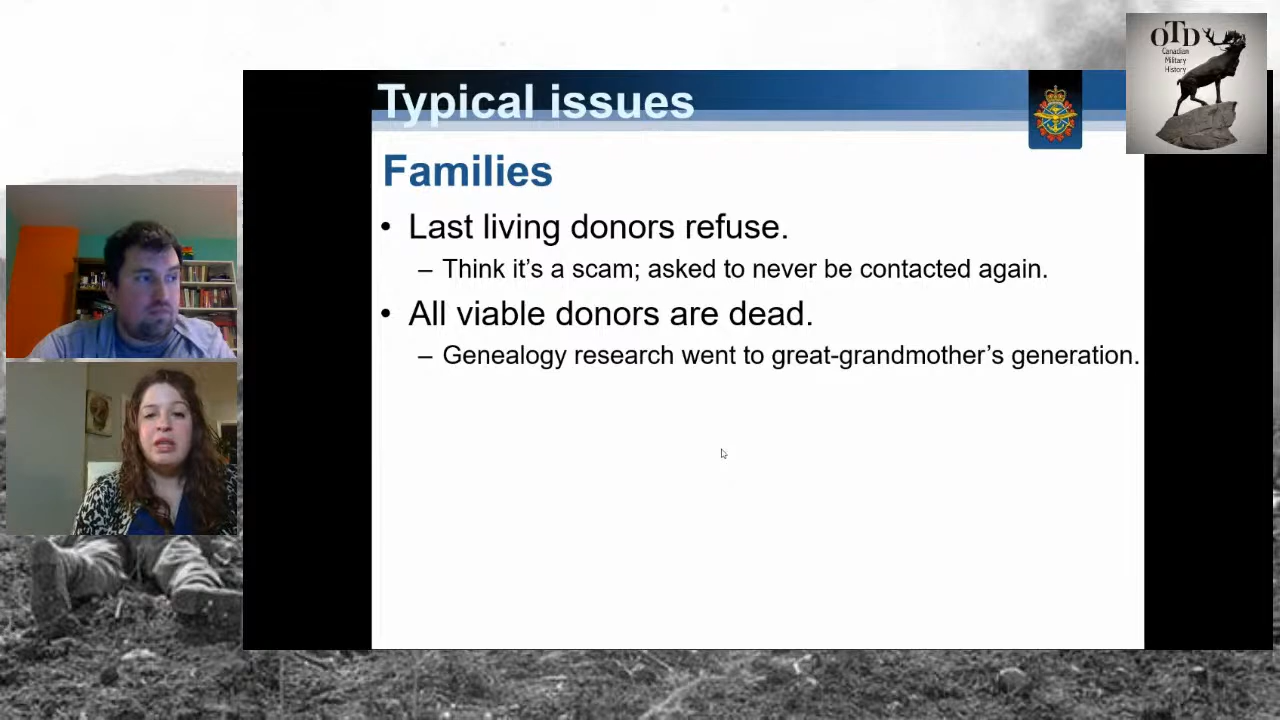 OTD
Canadian
Military
History
Typical issues
Families
• Last living donors refuse.
– Think it's a scam; asked to never be contacted again.
• All viable donors are dead.
– Genealogy research went to great-grandmother's generation.